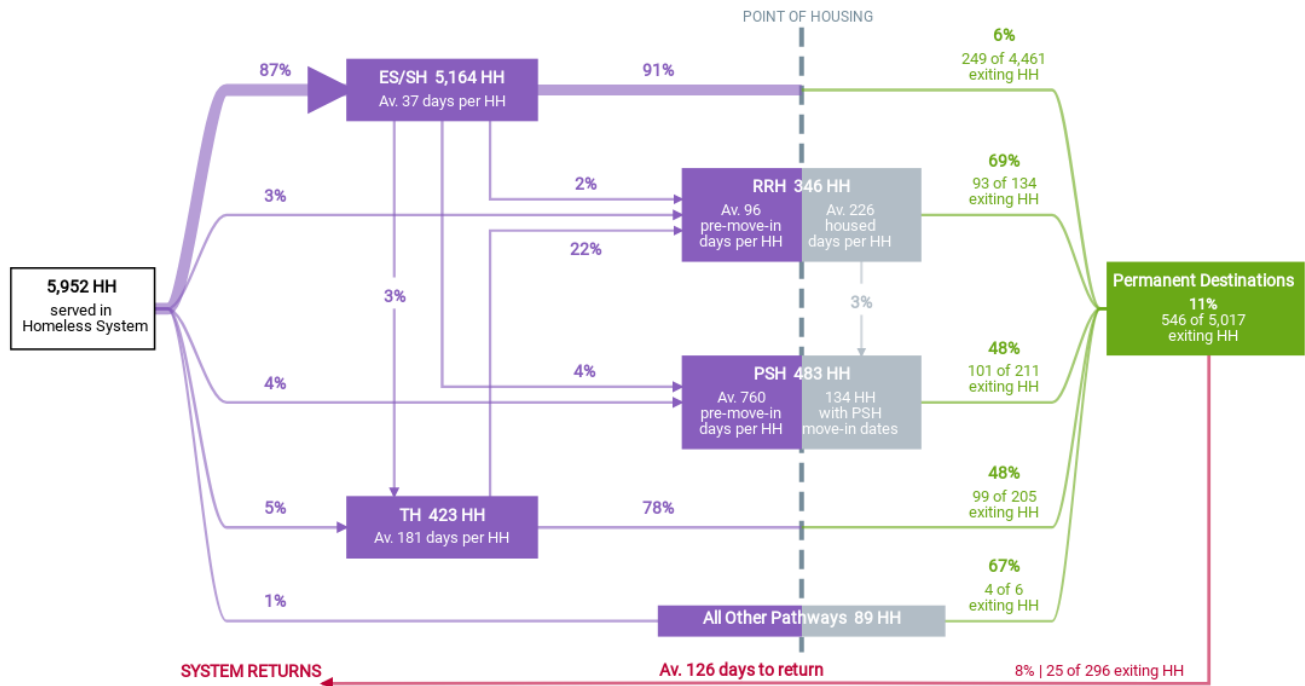 POINT OF HOUSING
87%
ES/SH 5,164 HH
Av. 37 days per HH
91%
6%
249 of 4,461
exiting HH
3%
2%
22%
RRH 346 HH
Av. 96
pre-move-in
days per HH
Av. 226
housed
days per HH
69%
93 of 134
exiting HH
5,952 HH
served in
Homeless System
3%
3%
Permanent Destinations
11%
546 of 5,017
exiting HH
4%
4%
PSH 483 HH
Av. 760
pre-move-in
days per HH
134 HH
with PSH
move-in dates
48%
101 of 211
exiting HH
5%
TH 423 HH
Av. 181 days per HH
78%
48%
99 of 205
exiting HH
1%
All Other Pathways 89 HH
67%
4 of 6
exiting HH
SYSTEM RETURNS
Av. 126 days to return
8% | 25 of 296 exiting HH